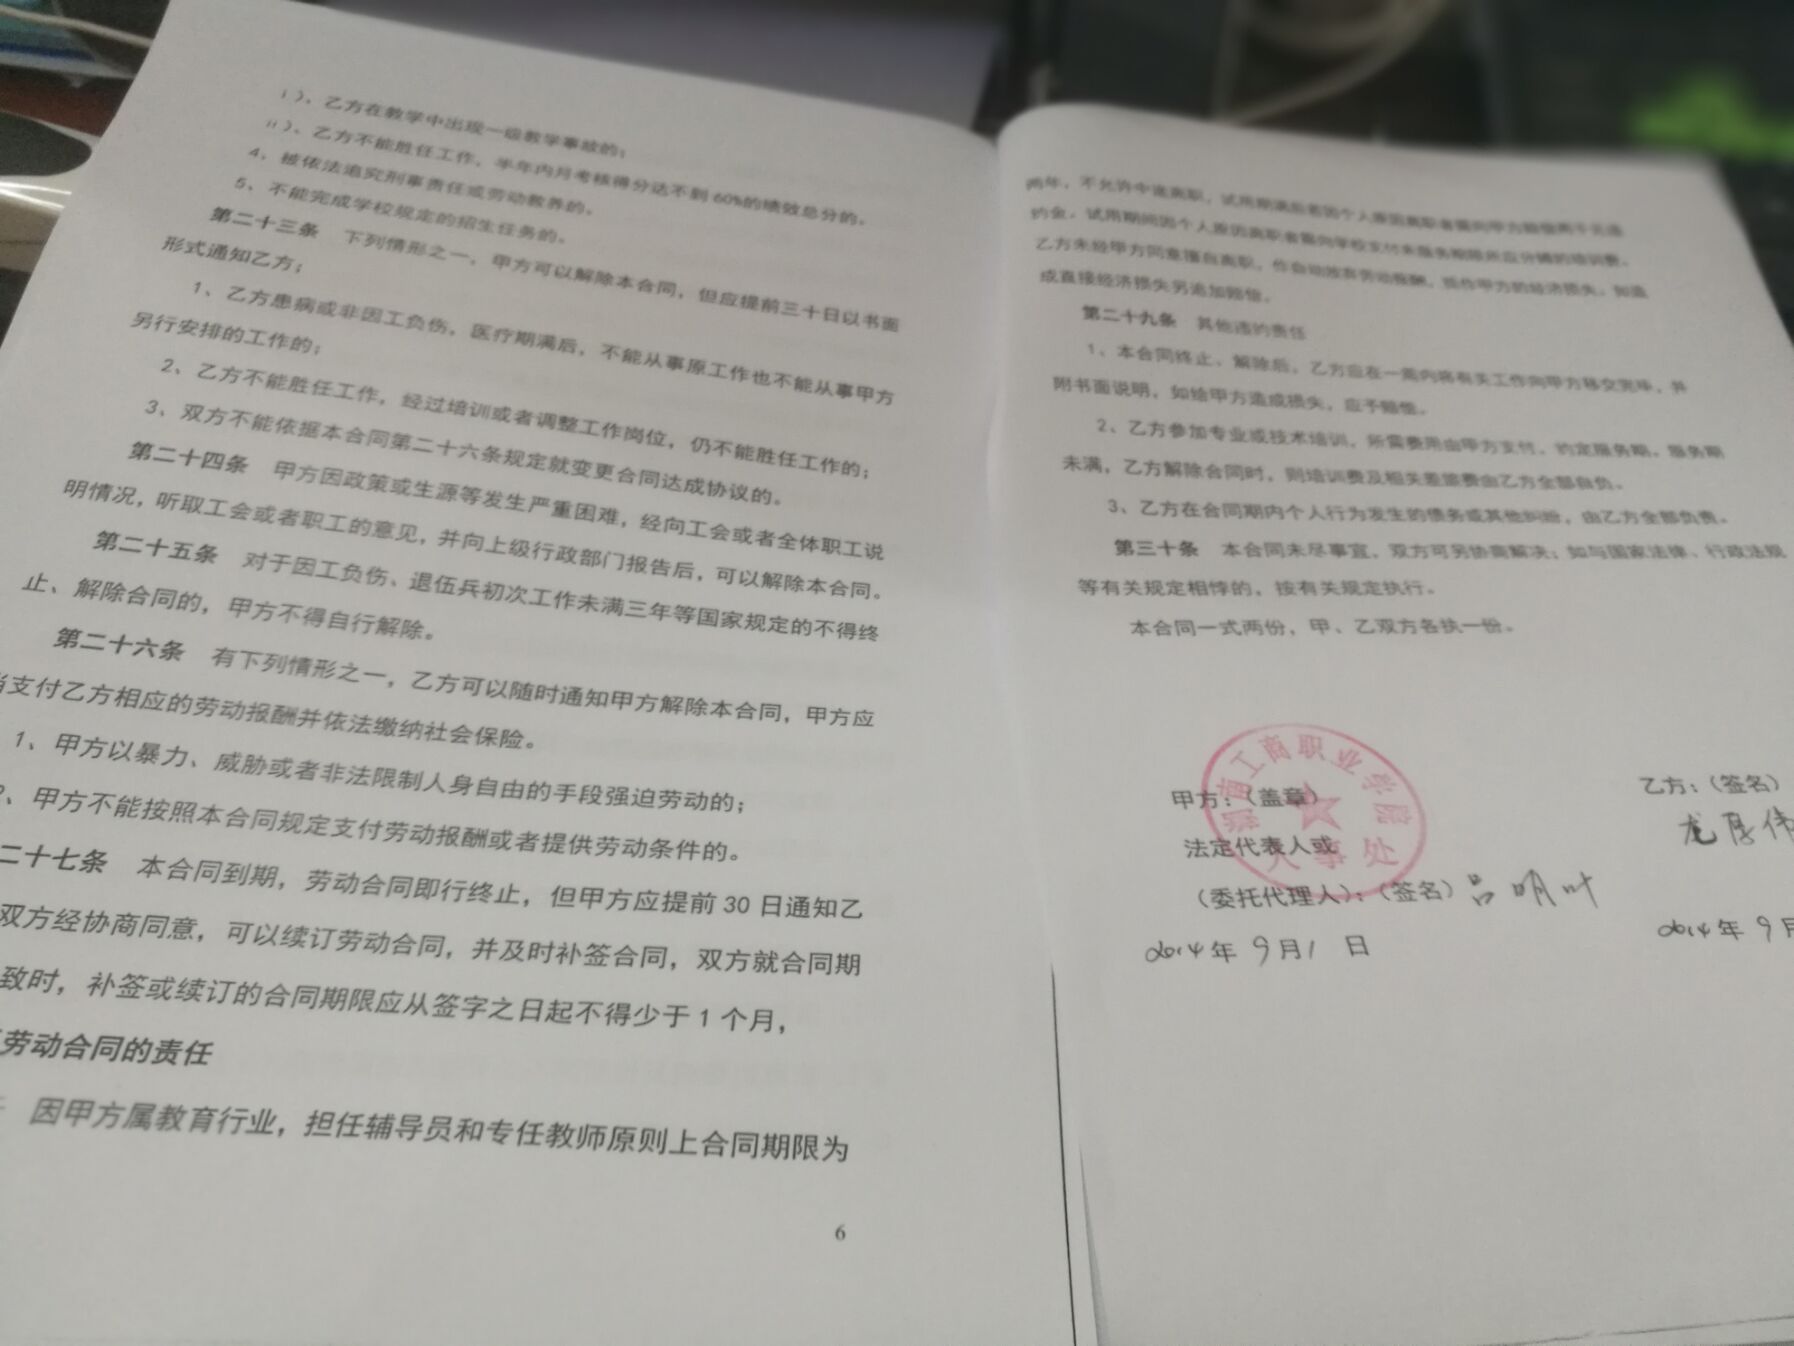 i）、乙方在教学中出现一级教学事故的；
ii）、乙方不能胜任工作，半年内月考核得分达不到60%的绩效总分的。
4、被依法追究刑事责任或劳动教养的。
5、不能完成学校规定的招生任务的。
第二十三条 下列情形之一，甲方可以解除本合同，但应提前三十日以书面
形式通知乙方；
1、乙方患病或非因工负伤，医疗期满后，不能从事原工作也不能从事甲方
另行安排的工作的；
2、乙方不能胜任工作，经过培训或者调整工作岗位，仍不能胜任工作的；
3、双方不能依据本合同第二十六条规定就变更合同达成协议的。
第二十四条 甲方因政策或生源等发生严重困难，经向工会或者全体职工说
明情况，听取工会或者职工的意见，并向上级行政部门报告后，可以解除本合同。
第二十五条 对于因工负伤、退伍兵初次工作未满三年等国家规定的不得终
止、解除合同的，甲方不得自行解除。
第二十六条 有下列情形之一，乙方可以随时通知甲方解除本合同，甲方应
当支付乙方相应的劳动报酬并依法缴纳社会保险。
1、甲方以暴力、威胁或者非法限制人身自由的手段强迫劳动的；
、甲方不能按照本合同规定支付劳动报酬或者提供劳动条件的。
二十七条 本合同到期，劳动合同即行终止，但甲方应提前30日通知乙
双方经协商同意，可以续订劳动合同，并及时补签合同，双方就合同期
致时，补签或续订的合同期限应从签字之日起不得少于1个月，
劳动合同的责任
因甲方属教育行业，担任辅导员和专任教师原则上合同期限为
6
两年，不允许中途离职，试用期满后若因个人原因离职者需向甲方赔偿两千元违
约金，试用期间因个人原因离职者需向学校支付未服务期限所应分摊的培训费。
乙方未经甲方同意擅自离职，作自动放弃劳动报酬，抵作甲方的经济损失，如造
成直接经济损失另追加赔偿。
第二十九条 其他违约责任
1、本合同终止、解除后，乙方应在一周内将有关工作向甲方移交完毕，并
附书面说明，如给甲方造成损失，应予赔偿。
2、乙方参加专业或技术培训，所需费用由甲方支付，约定服务期。服务期
未满，乙方解除合同时，则培训费及相关差旅费由乙方全部自负。
3、乙方在合同期内个人行为发生的债务或其他纠纷，由乙方全部负责。
第三十条 本合同未尽事宜，双方可另协商解决；如与国家法律、行政法规
等有关规定相悖的，按有关规定执行。
本合同一式两份，甲、乙双方各执一份。
湖南工商职业学院
人事处
甲方：（盖章）
乙方：（签名）
法定代表人或
（委托代理人）：（签名）吕明叶
2014年9月1日
2014年9月